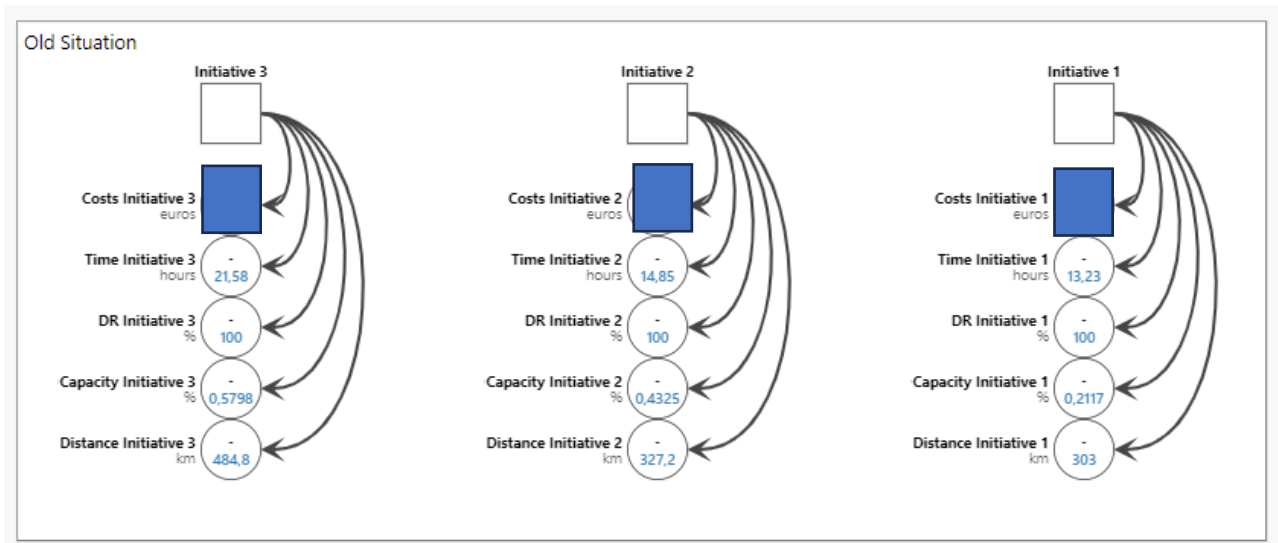 Old Situation
Initiative 3
Costs Initiative 3
euros
Time Initiative 3
hours
-
21,58
DR Initiative 3
%
-
100
Capacity Initiative 3
%
-
0,5798
Distance Initiative 3
km
-
484,8
Initiative 2
Costs Initiative 2
euros
Time Initiative 2
hours
-
14,85
DR Initiative 2
%
-
100
Capacity Initiative 2
%
-
0,4325
Distance Initiative 2
km
-
327,2
Initiative 1
Costs Initiative 1
euros
Time Initiative 1
hours
-
13,23
DR Initiative 1
%
-
100
Capacity Initiative 1
%
-
0,2117
Distance Initiative 1
km
-
303